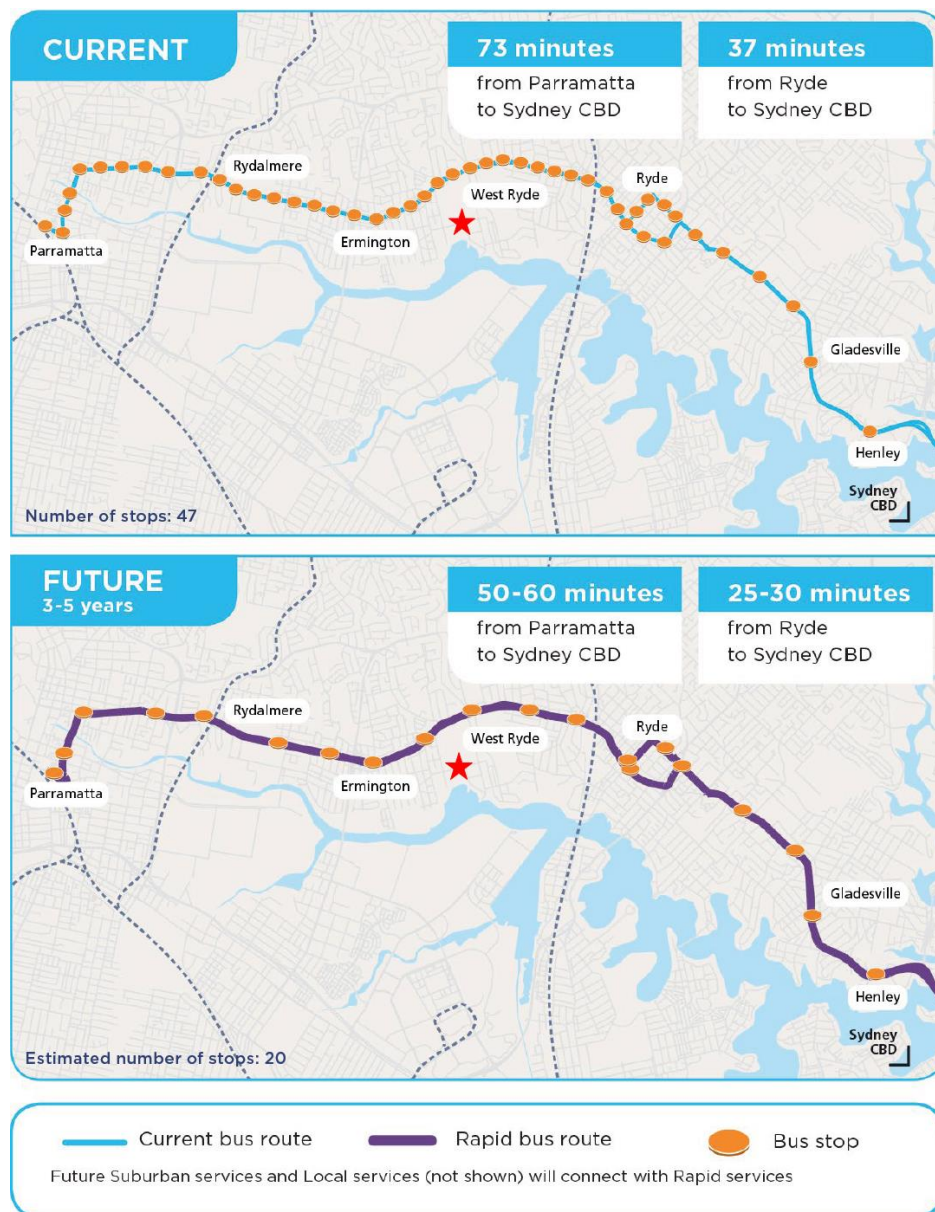 CURRENT
73 minutes
from Parramatta
to Sydney CBD
37 minutes
from Ryde
to Sydney CBD
Rydalmere
Ryde
West Ryde
Parramatta
Ermington
Gladesville
Henley
Sydney
CBD
Number of stops: 47
FUTURE
3-5 years
50-60 minutes
from Parramatta
to Sydney CBD
25-30 minutes
from Ryde
to Sydney CBD
Rydalmere
Ryde
West Ryde
Parramatta
Ermington
Gladesville
Henley
Sydney
CBD
Estimated number of stops: 20
Current bus route
Rapid bus route
Bus stop
Future Suburban services and Local services (not shown) will connect with Rapid services